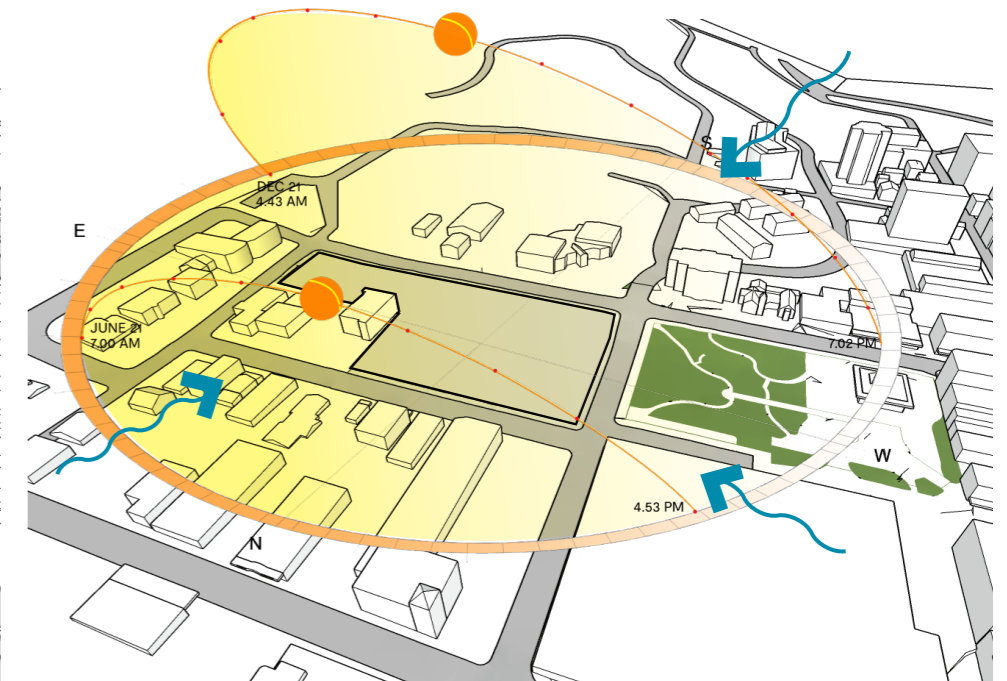 S
DEC 21
4.43 AM
E
JUNE 21
7.00 AM
7.02 PM
W
4.53 PM
N